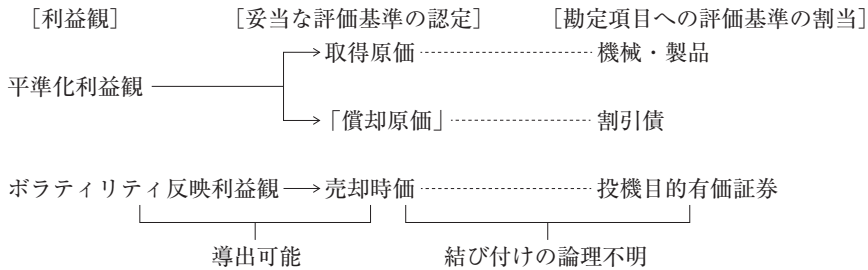 [利益観] [妥当な評価基準の認定] [勘定項目への評価基準の割当]
取得原価 機械・製品
平準化利益観
「償却原価」 割引債
ボラティリティ反映利益観 売却時価 投機目的有価証券
導出可能 結び付けの論理不明